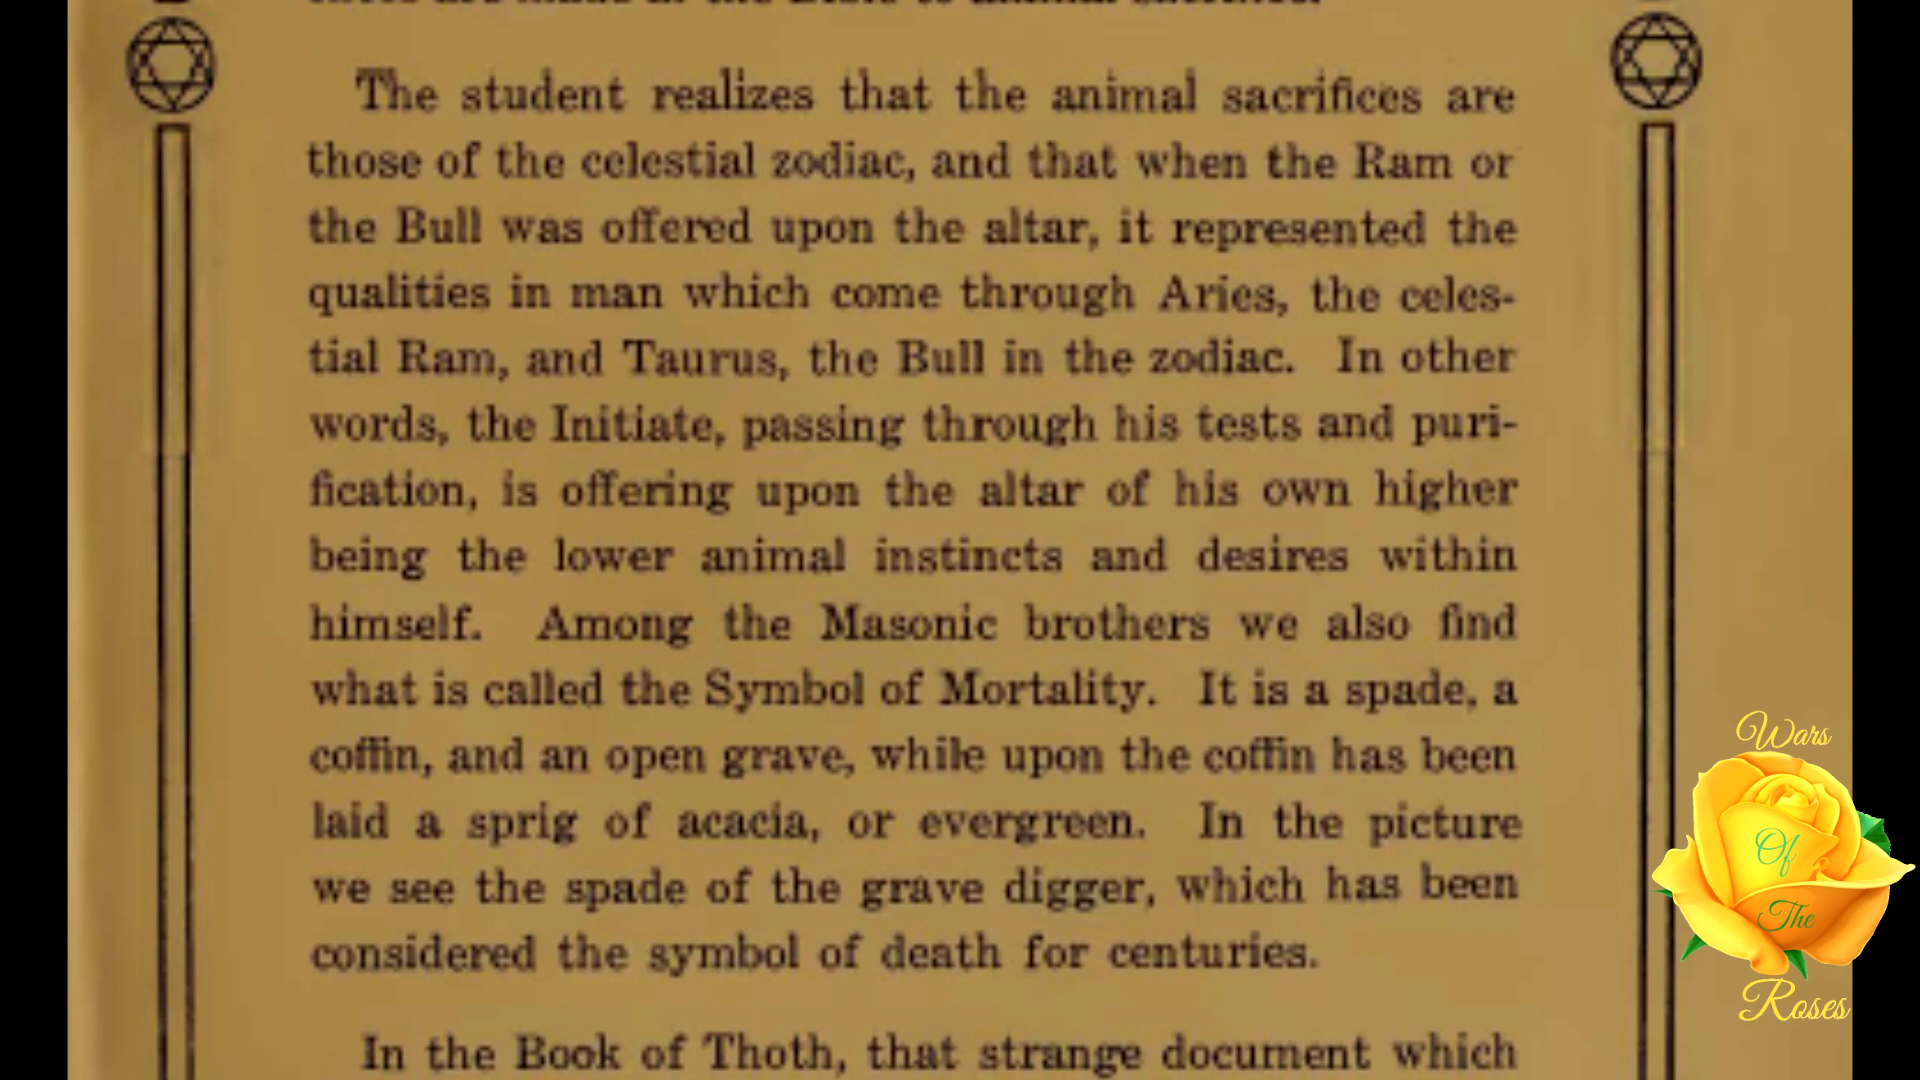 The student realizes that the animal sacrifices are
those of the celestial zodiac, and that when the Ram or
the Bull was offered upon the altar, it represented the
qualities in man which come through Aries, the celes-
tial Ram, and Taurus, the Bull in the zodiac. In other
words, the Initiate, passing through his tests and puri-
fication, is offering upon the altar of his own higher
being the lower animal instincts and desires within
himself. Among the Masonic brothers we also find
what is called the Symbol of Mortality. It is a spade, a
coffin, and an open grave, while upon the coffin has been
laid a sprig of acacia, or evergreen. In the picture
we see the spade of the grave digger, which has been
considered the symbol of death for centuries.
In the Book of Thoth, that strange document which
Wars
Of
The
Roses